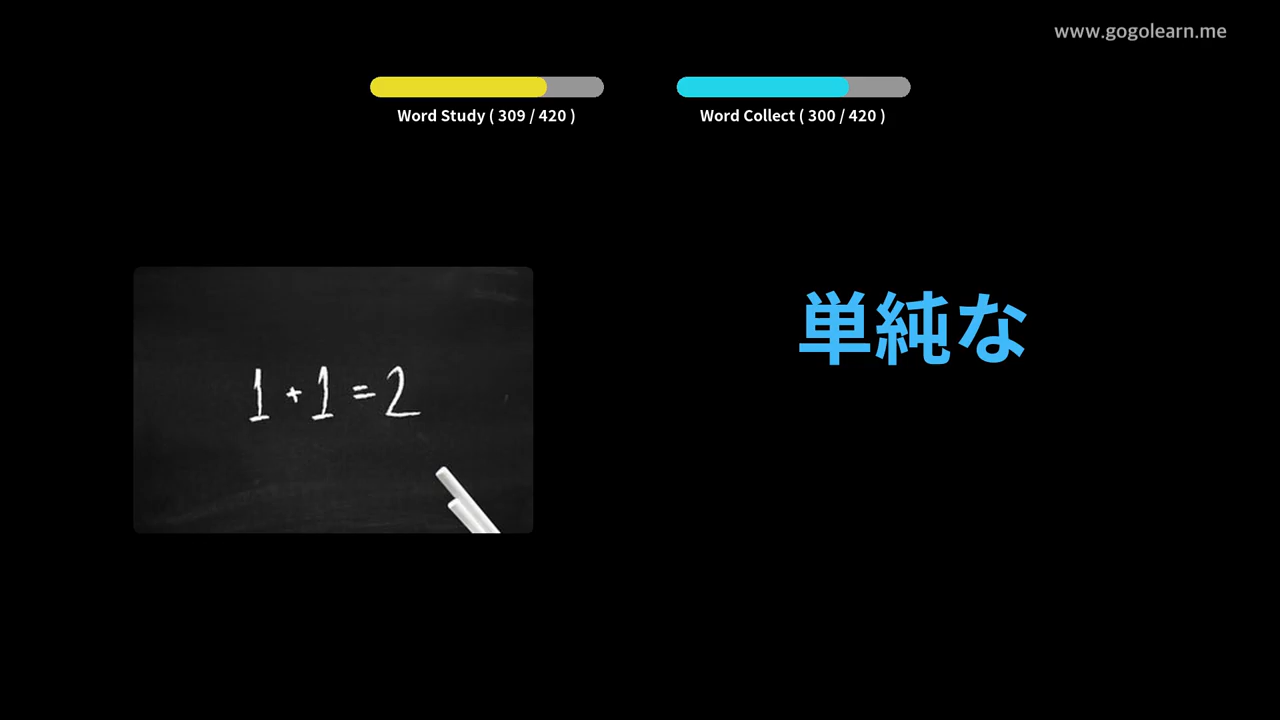 www.gogolearn.me
Word Study ( 309 / 420 )
Word Collect ( 300 / 420 )
1 + 1 = 2
単純な